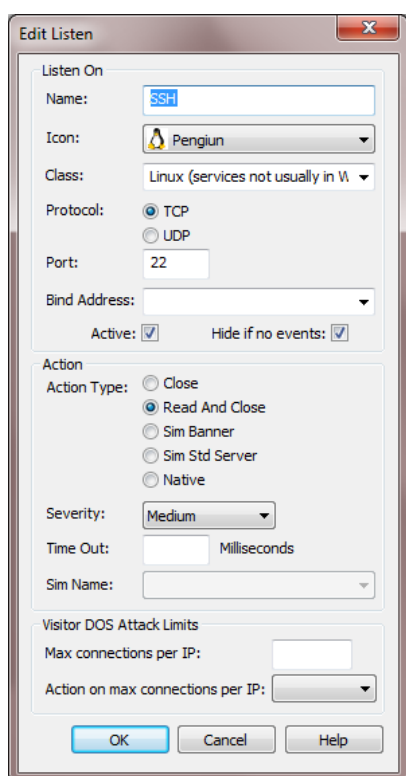 Edit Listen
Listen On
Name: SSH
Icon: Pengiun
Class: Linux (services not usually in W
Protocol: TCP
UDP
Port: 22
Bind Address:
Active: Hide if no events:
Action
Action Type: Close
Read And Close
Sim Banner
Sim Std Server
Native
Severity: Medium
Time Out: Milliseconds
Sim Name:
Visitor DOS Attack Limits
Max connections per IP:
Action on max connections per IP:
OK Cancel Help